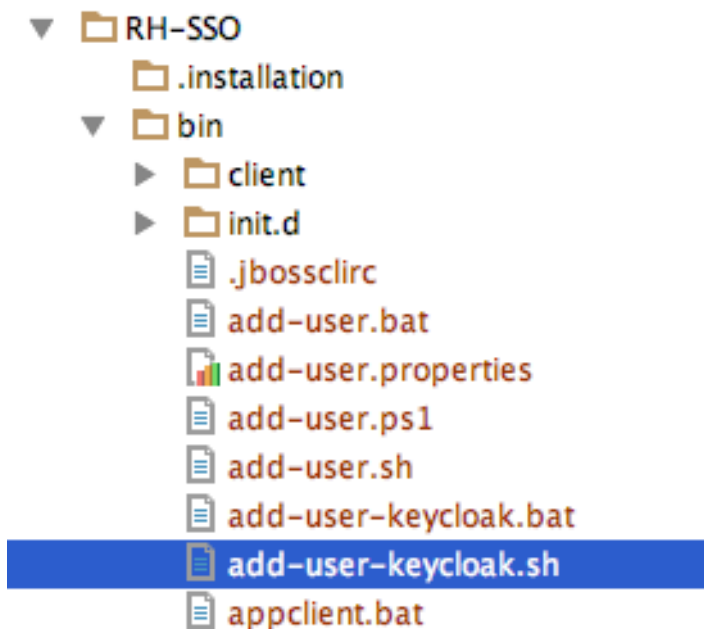 RH-SSO
.installation
bin
client
init.d
.jbossclirc
add-user.bat
add-user.properties
add-user.ps1
add-user.sh
add-user-keycloak.bat
add-user-keycloak.sh
appclient.bat